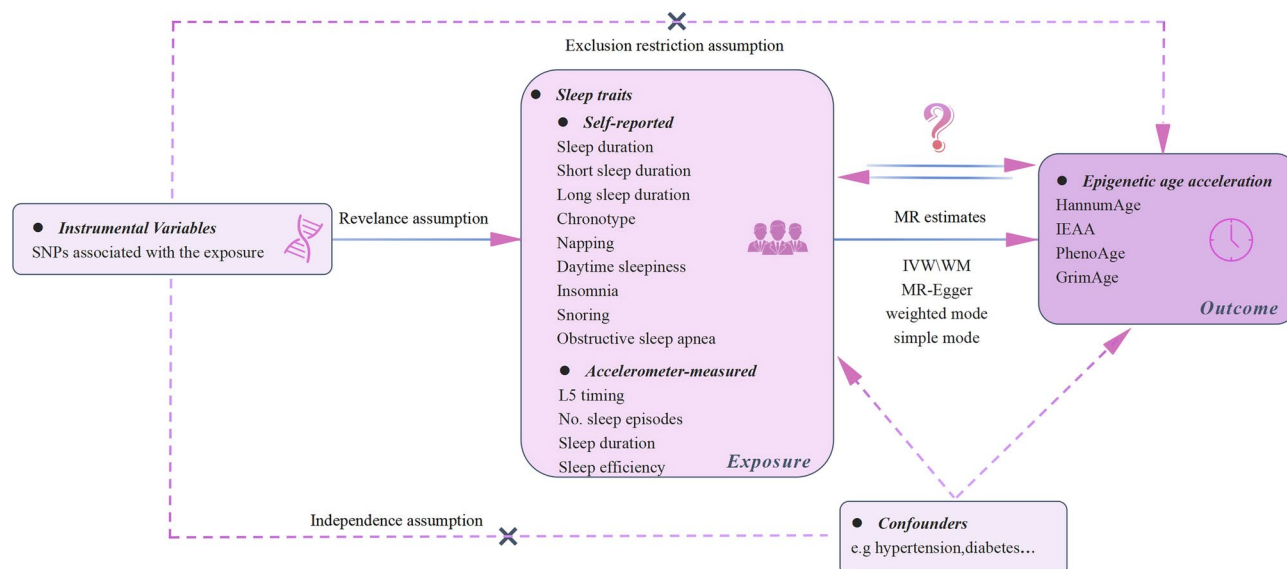 Exclusion restriction assumption
● Instrumental Variables
SNPs associated with the exposure
Revelance assumption
● Sleep traits
● Self-reported
Sleep duration
Short sleep duration
Long sleep duration
Chronotype
Napping
Daytime sleepiness
Insomnia
Snoring
Obstructive sleep apnea
● Accelerometer-measured
L5 timing
No. sleep episodes
Sleep duration
Sleep efficiency
Exposure
?
MR estimates
IVW\WM
MR-Egger
weighted mode
simple mode
● Epigenetic age acceleration
HannumAge
IEAA
PhenoAge
GrimAge
Outcome
Independence assumption
● Confounders
e.g hypertension,diabetes...